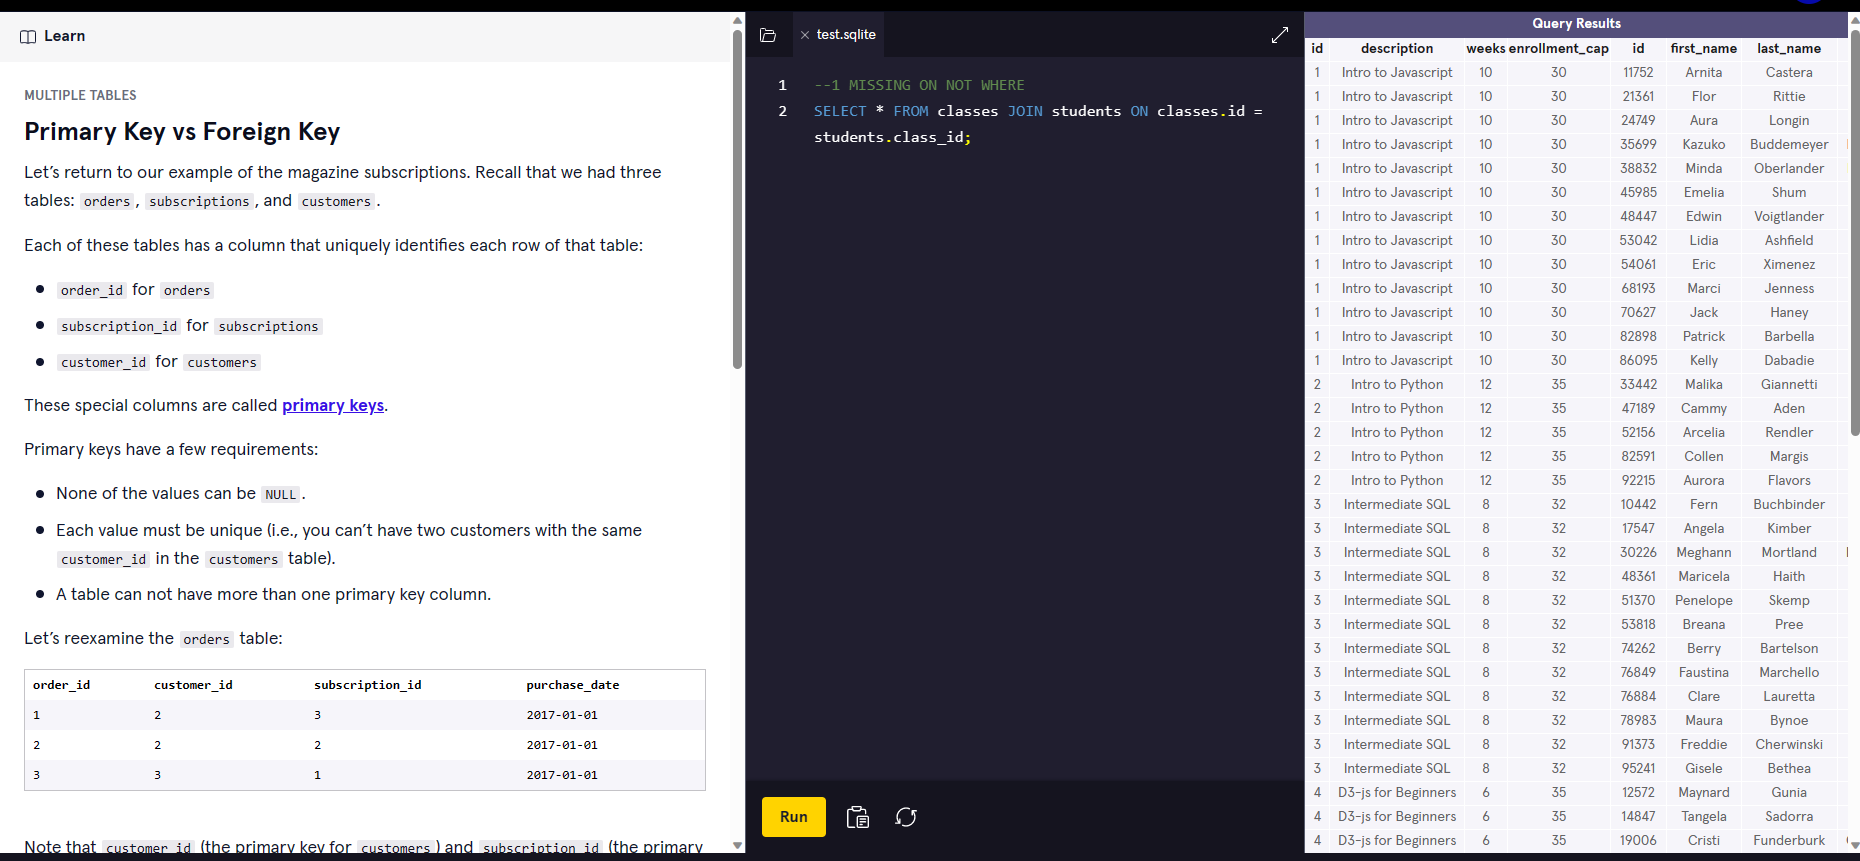 Learn
MULTIPLE TABLES
Primary Key vs Foreign Key
Let’s return to our example of the magazine subscriptions. Recall that we had three
tables: orders, subscriptions, and customers.
Each of these tables has a column that uniquely identifies each row of that table:
• order_id for orders
• subscription_id for subscriptions
• customer_id for customers
These special columns are called primary keys.
Primary keys have a few requirements:
• None of the values can be NULL.
• Each value must be unique (i.e., you can’t have two customers with the same
customer_id in the customers table).
• A table can not have more than one primary key column.
Let’s reexamine the orders table:
order_id customer_id subscription_id purchase_date
1 2 3 2017-01-01
2 2 2 2017-01-01
3 3 1 2017-01-01
Note that customer_id (the primary key for customers) and subscription_id (the primary
test.sqlite
1 --1 MISSING ON NOT WHERE
2 SELECT * FROM classes JOIN students ON classes.id =
students.class_id;
Run
Query Results
id description weeks enrollment_cap id first_name last_name
1 Intro to Javascript 10 30 11752 Arnita Castera
1 Intro to Javascript 10 30 21361 Flor Rittie
1 Intro to Javascript 10 30 24749 Aura Longin
1 Intro to Javascript 10 30 35699 Kazuko Buddemeyer
1 Intro to Javascript 10 30 38832 Minda Oberlander
1 Intro to Javascript 10 30 45985 Emelia Shum
1 Intro to Javascript 10 30 48447 Edwin Voigtlander
1 Intro to Javascript 10 30 53042 Lidia Ashfield
1 Intro to Javascript 10 30 54061 Eric Ximenez
1 Intro to Javascript 10 30 68193 Marci Jenness
1 Intro to Javascript 10 30 70627 Jack Haney
1 Intro to Javascript 10 30 82898 Patrick Barbella
1 Intro to Javascript 10 30 86095 Kelly Dabadie
2 Intro to Python 12 35 33442 Malika Giannetti
2 Intro to Python 12 35 47189 Cammy Aden
2 Intro to Python 12 35 52156 Arcelia Rendler
2 Intro to Python 12 35 82591 Collen Margis
2 Intro to Python 12 35 92215 Aurora Flavors
3 Intermediate SQL 8 32 10442 Fern Buchbinder
3 Intermediate SQL 8 32 17547 Angela Kimber
3 Intermediate SQL 8 32 30226 Meghann Mortland
3 Intermediate SQL 8 32 48361 Maricela Haith
3 Intermediate SQL 8 32 51370 Penelope Skemp
3 Intermediate SQL 8 32 53818 Breana Pree
3 Intermediate SQL 8 32 74262 Berry Bartelson
3 Intermediate SQL 8 32 76849 Faustina Marchello
3 Intermediate SQL 8 32 76884 Clare Lauretta
3 Intermediate SQL 8 32 78983 Maura Bynoe
3 Intermediate SQL 8 32 91373 Freddie Cherwinski
3 Intermediate SQL 8 32 95241 Gisele Bethea
4 D3-js for Beginners 6 35 12572 Maynard Gunia
4 D3-js for Beginners 6 35 14847 Tangela Sadorra
4 D3-js for Beginners 6 35 19006 Cristi Funderburk